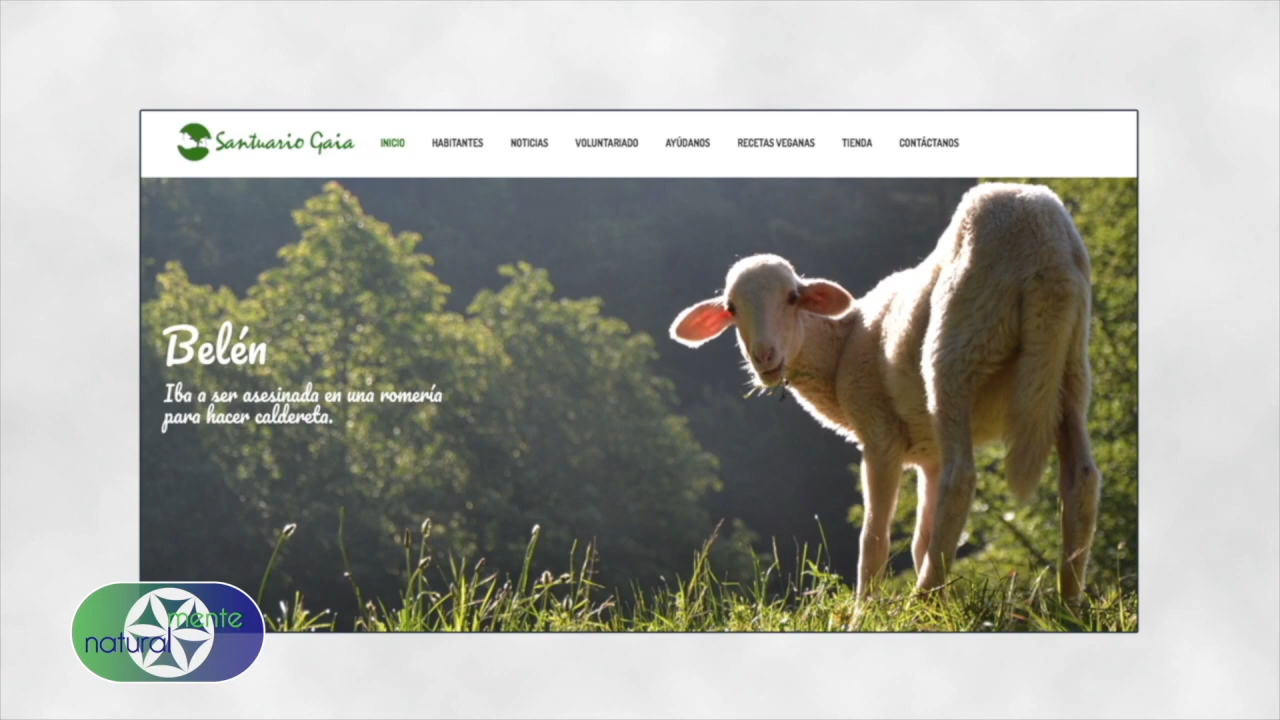 Santuario Gaia
INICIO
HABITANTES
NOTICIAS
VOLUNTARIADO
AYÚDANOS
RECETAS VEGANAS
TIENDA
CONTÁCTANOS
Belén
Iba a ser asesinada en una romería
para hacer caldereta.
natural
mente